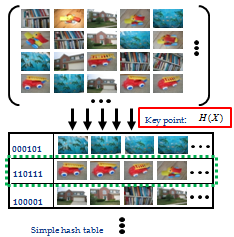 Key point: H(X)
000101
110111
100001
Simple hash table